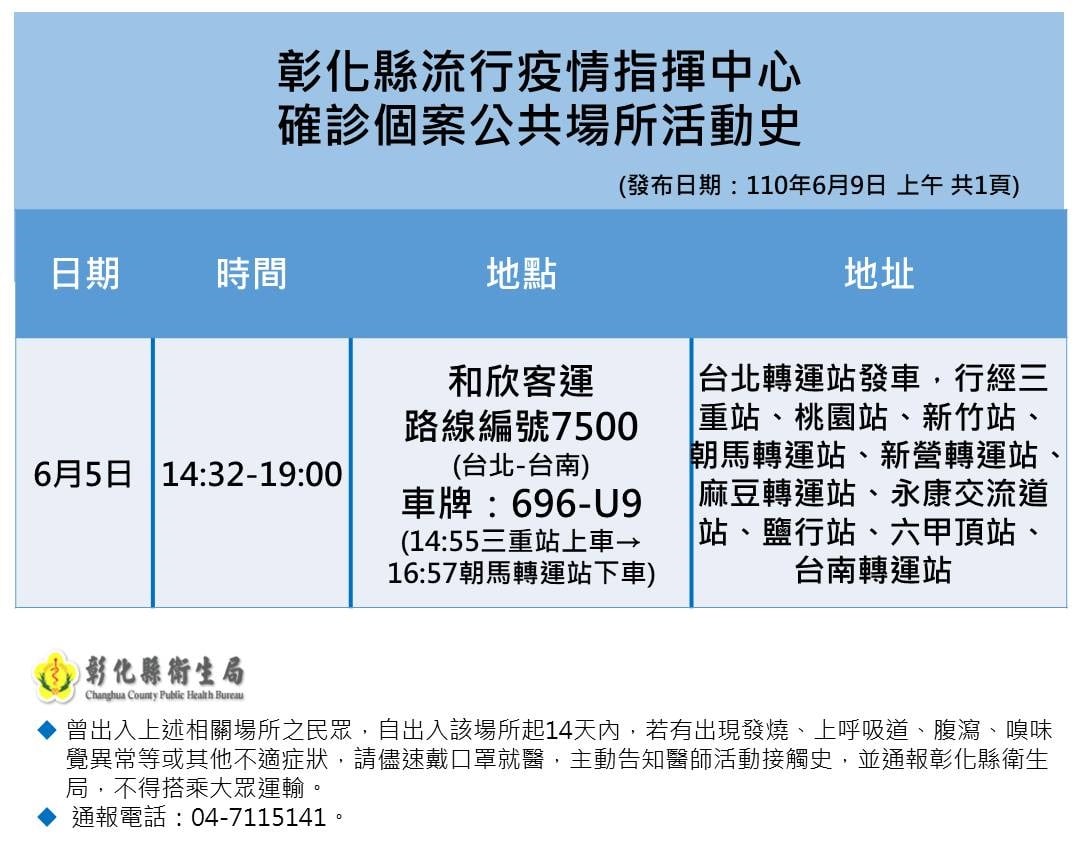 彰化縣流行疫情指揮中心
確診個案公共場所活動史
(發布日期：110年6月9日 上午 共1頁)
日期 時間 地點 地址
6月5日
14:32-19:00
和欣客運
路線編號7500
(台北-台南)
車牌：696-U9
(14:55三重站上車→
16:57朝馬轉運站下車)
台北轉運站發車，行經三
重站、桃園站、新竹站、
朝馬轉運站、新營轉運站、
麻豆轉運站、永康交流道
站、鹽行站、六甲頂站、
台南轉運站
彰化縣衛生局
Changhua County Public Health Bureau
◆ 曾出入上述相關場所之民眾，自出入該場所起14天內，若有出現發燒、上呼吸道、腹瀉、嗅味
覺異常等或其他不適症狀，請儘速戴口罩就醫，主動告知醫師活動接觸史，並通報彰化縣衛生
局，不得搭乘大眾運輸。
◆ 通報電話：04-7115141。